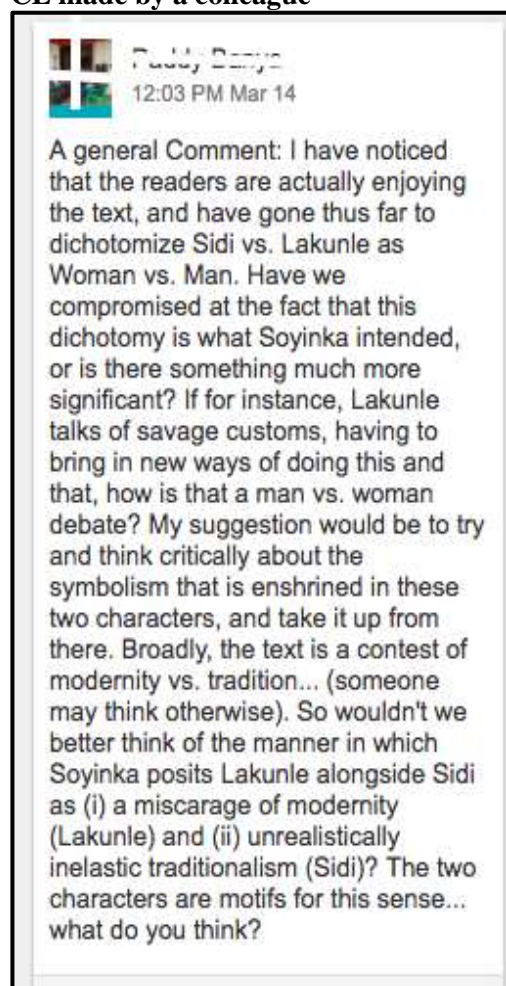 CE made by a colleague
12:03 PM Mar 14
A general Comment: I have noticed
that the readers are actually enjoying
the text, and have gone thus far to
dichotomize Sidi vs. Lakunle as
Woman vs. Man. Have we
compromised at the fact that this
dichotomy is what Soyinka intended,
or is there something much more
significant? If for instance, Lakunle
talks of savage customs, having to
bring in new ways of doing this and
that, how is that a man vs. woman
debate? My suggestion would be to try
and think critically about the
symbolism that is enshrined in these
two characters, and take it up from
there. Broadly, the text is a contest of
modernity vs. tradition... (someone
may think otherwise). So wouldn't we
better think of the manner in which
Soyinka posits Lakunle alongside Sidi
as (i) a miscarage of modernity
(Lakunle) and (ii) unrealistically
inelastic traditionalism (Sidi)? The two
characters are motifs for this sense...
what do you think?